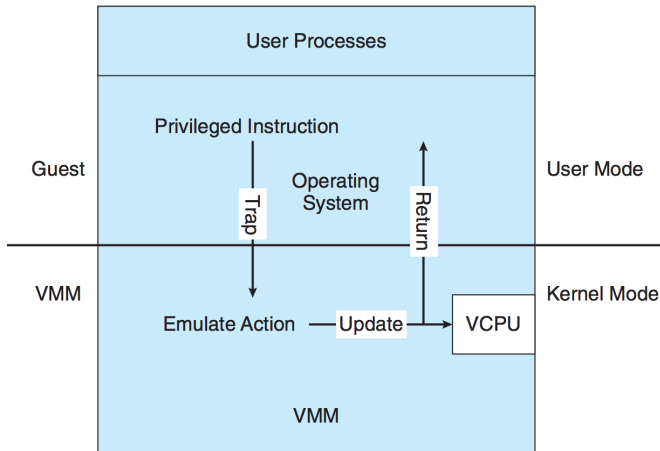 User Processes
Privileged Instruction
Guest
Operating
System
User Mode
Trap
Return
VMM
Kernel Mode
Emulate Action
Update
VCPU
VMM